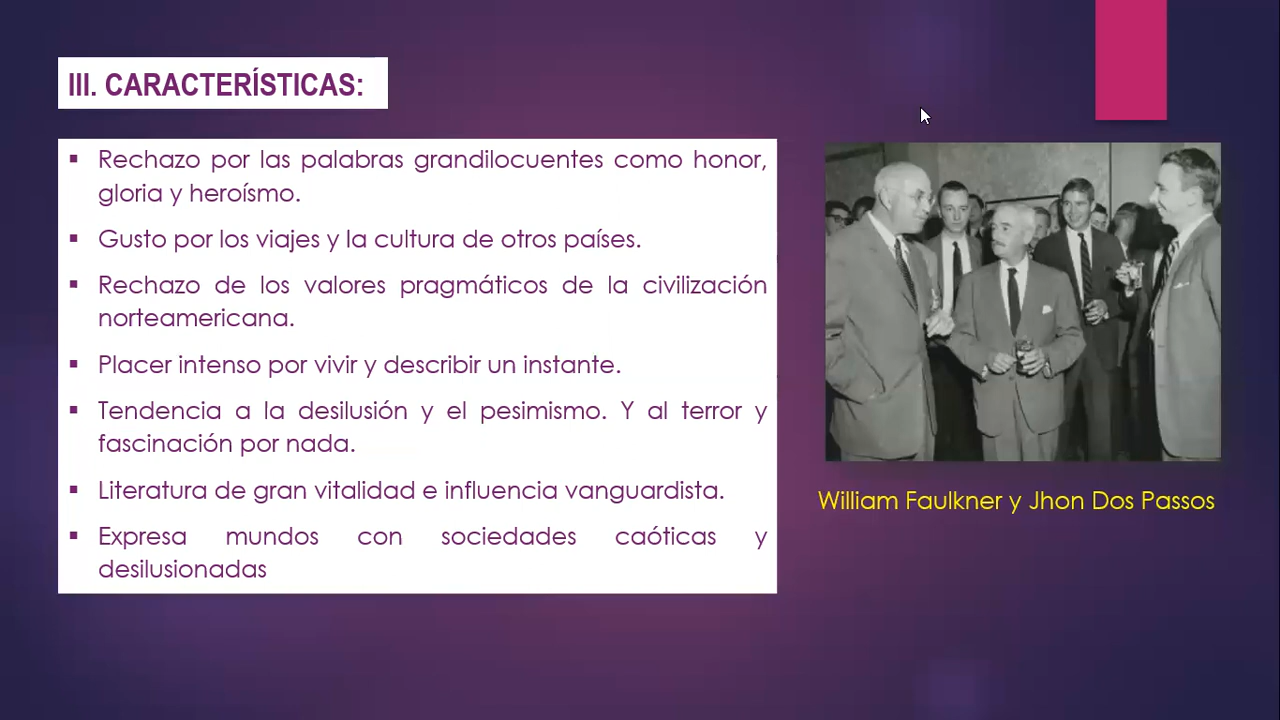 III. CARACTERÍSTICAS:
▪ Rechazo por las palabras grandilocuentes como honor,
gloria y heroísmo.
▪ Gusto por los viajes y la cultura de otros países.
▪ Rechazo de los valores pragmáticos de la civilización
norteamericana.
▪ Placer intenso por vivir y describir un instante.
▪ Tendencia a la desilusión y el pesimismo. Y al terror y
fascinación por nada.
▪ Literatura de gran vitalidad e influencia vanguardista.
▪ Expresa mundos con sociedades caóticas y
desilusionadas
William Faulkner y Jhon Dos Passos